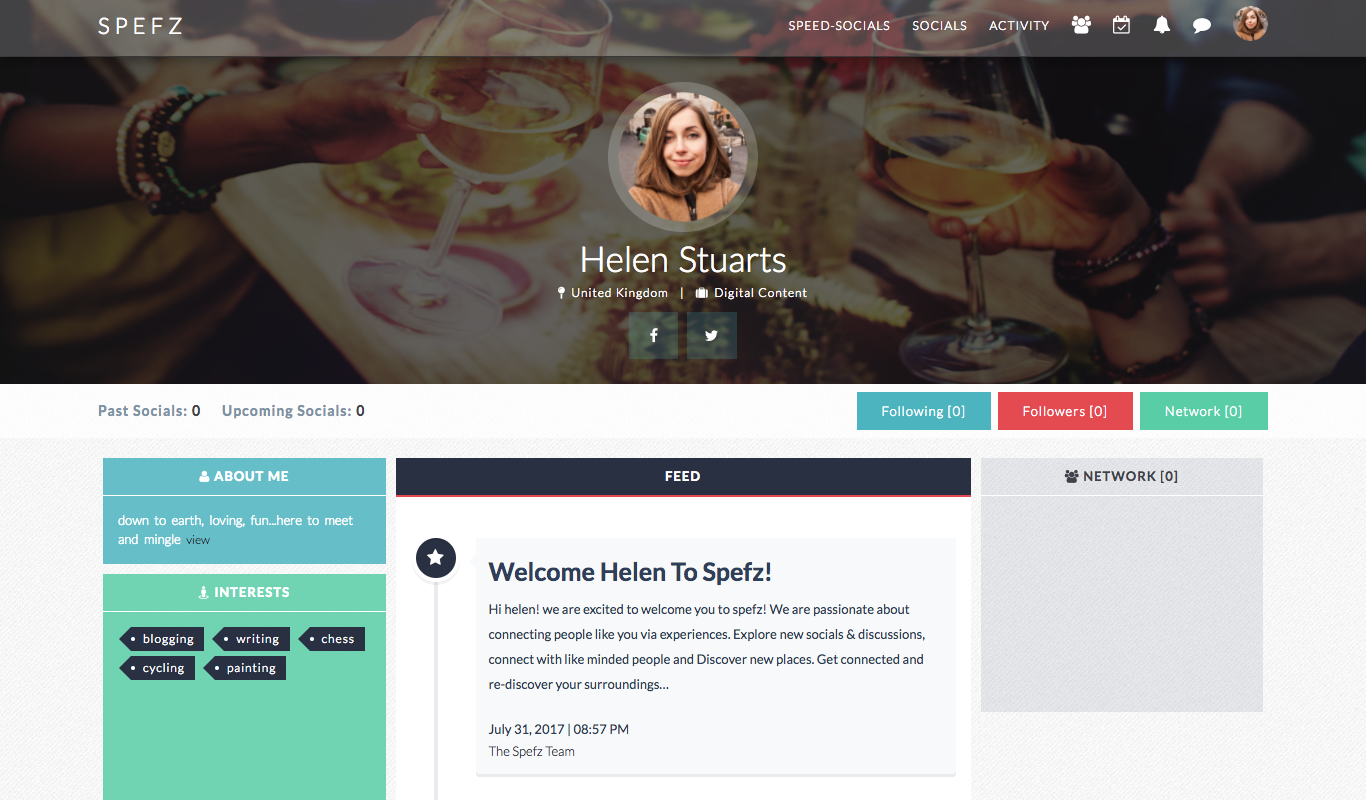 SPEFZ
SPEED-SOCIALS SOCIALS ACTIVITY
Helen Stuarts
United Kingdom | Digital Content
Past Socials: 0 Upcoming Socials: 0
Following [0] Followers [0] Network [0]
ABOUT ME
down to earth, loving, fun...here to meet
and mingle view
INTERESTS
blogging writing chess
cycling painting
FEED
Welcome Helen To Spefz!
Hi helen! we are excited to welcome you to spefz! We are passionate about
connecting people like you via experiences. Explore new socials & discussions,
connect with like minded people and Discover new places. Get connected and
re-discover your surroundings...
July 31, 2017 | 08:57 PM
The Spefz Team
NETWORK [0]